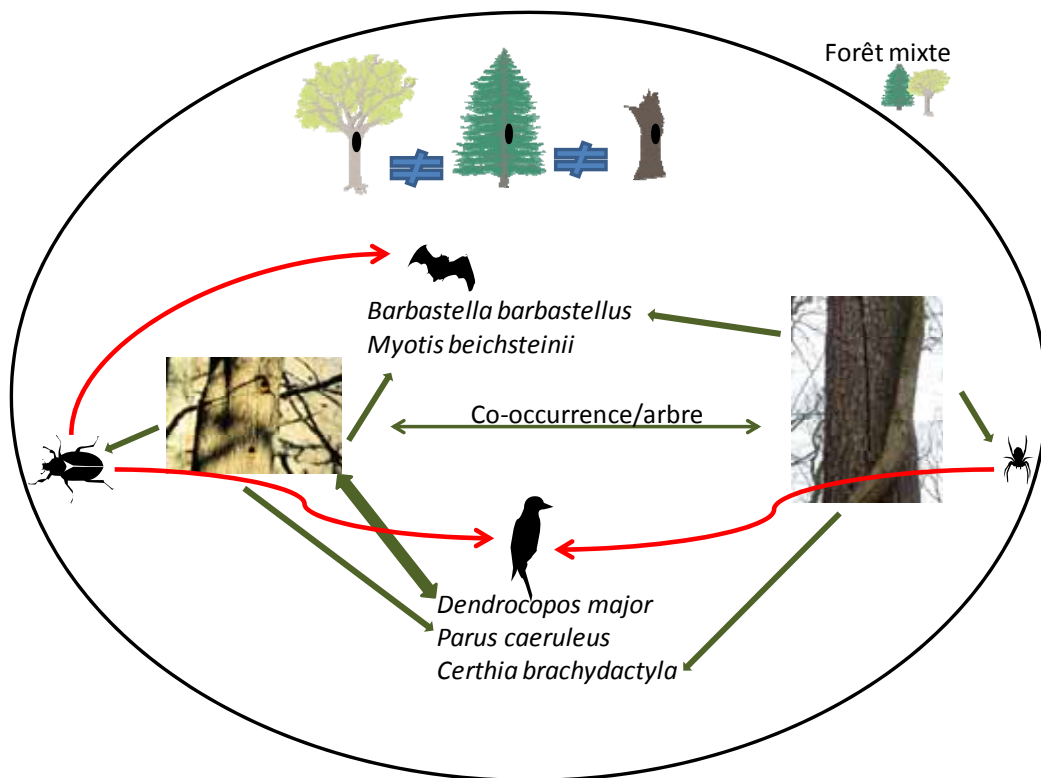 Forêt mixte
Barbastella barbastellus
Myotis beichsteinii
Co-occurrence/arbre
Dendrocopos major
Parus caeruleus
Certhia brachydactyla